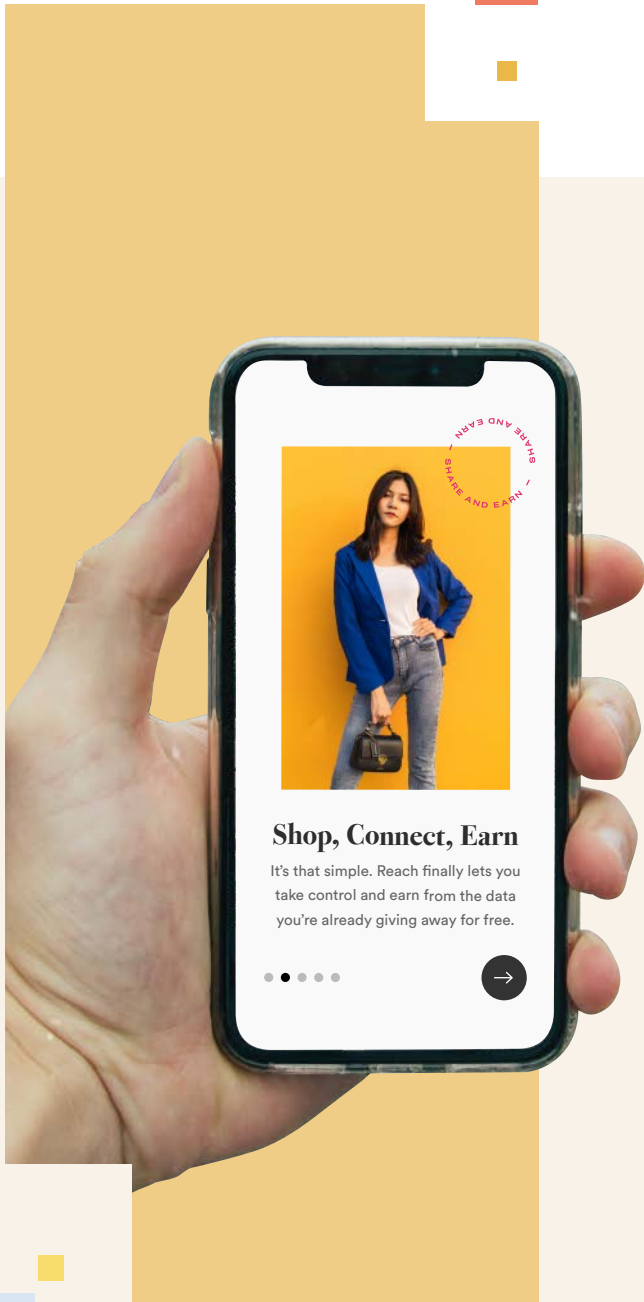 SHARE AND EARN — SHARE AND EARN —
Shop, Connect, Earn
It's that simple. Reach finally lets you
take control and earn from the data
you're already giving away for free.